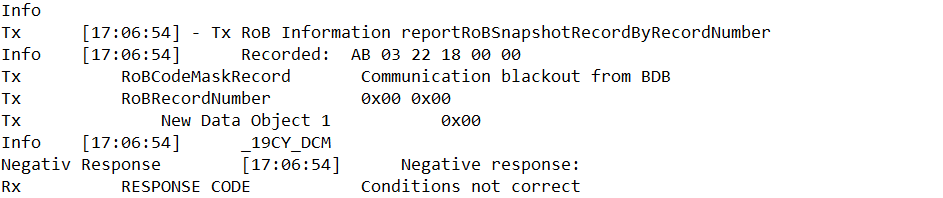 Info
Tx [17:06:54] - Tx RoB Information reportRoBSnapshotRecordByRecordNumber
Info [17:06:54] Recorded: AB 03 22 18 00 00
Tx RoBCodeMaskRecord Communication blackout from BDB
Tx RoBRecordNumber 0x00 0x00
Tx New Data Object 1 0x00
Info [17:06:54] _19CY_DCM
Negativ Response [17:06:54] Negative response:
Rx RESPONSE CODE Conditions not correct